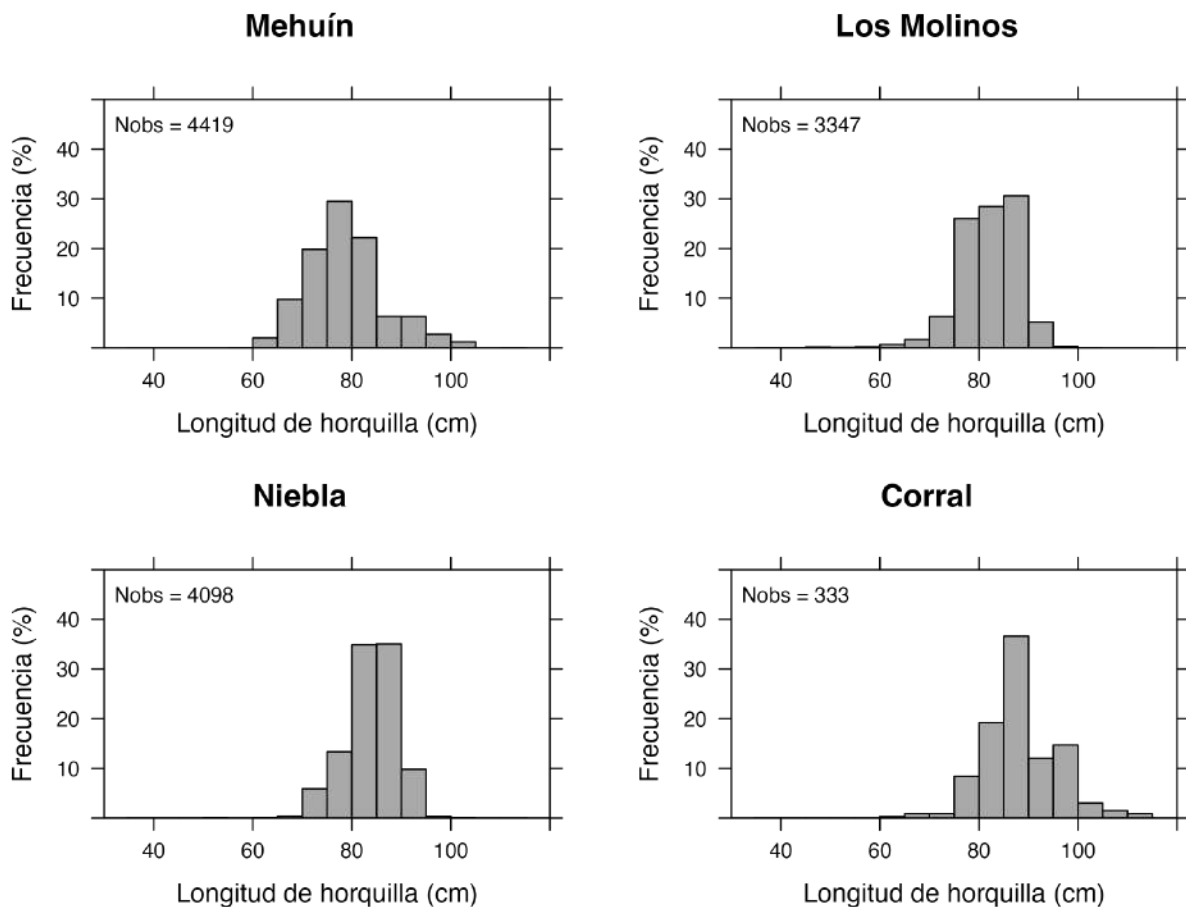 Mehuín
Nobs = 4419
Frecuencia (%)
40
30
20
10
40 60 80 100
Longitud de horquilla (cm)
Los Molinos
Nobs = 3347
Frecuencia (%)
40
30
20
10
40 60 80 100
Longitud de horquilla (cm)
Niebla
Nobs = 4098
Frecuencia (%)
40
30
20
10
40 60 80 100
Longitud de horquilla (cm)
Corral
Nobs = 333
Frecuencia (%)
40
30
20
10
40 60 80 100
Longitud de horquilla (cm)